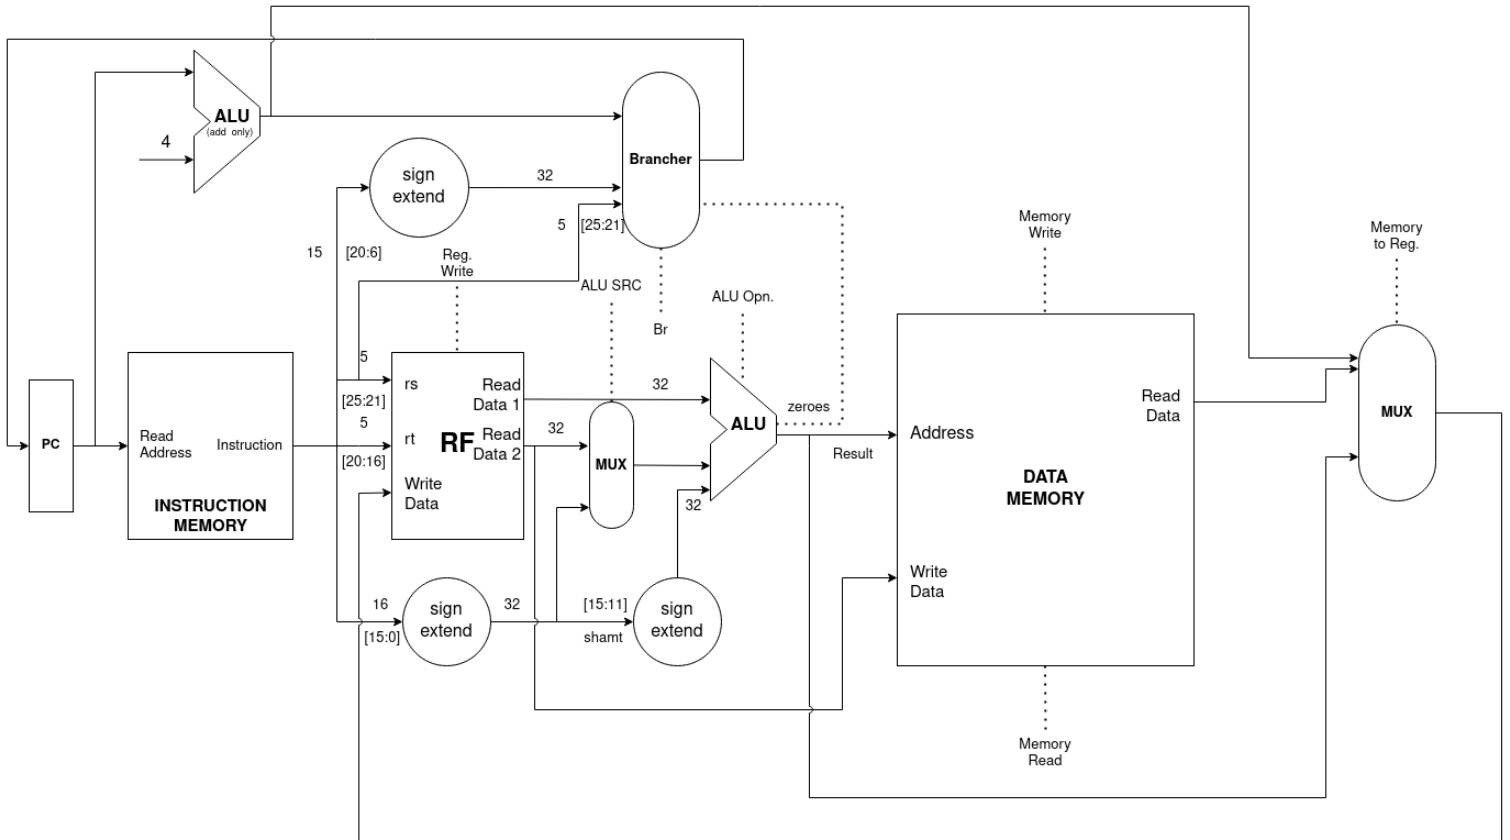 ALU
(add only)
4
sign
extend
32
Brancher
5
[25:21]
15
[20:6]
Reg.
Write
ALU SRC
ALU Opn.
Br
Memory
Write
Memory
to Reg.
5
[25:21]
5
[20:16]
PC
Read
Address
Instruction
INSTRUCTION
MEMORY
rs
rt
Write
Data
RF
Read
Data 1
Read
Data 2
32
32
MUX
ALU
zeroes
Result
32
Address
Read
Data
DATA
MEMORY
Write
Data
MUX
16
[15:0]
sign
extend
32
[15:11]
shamt
sign
extend
Memory
Read